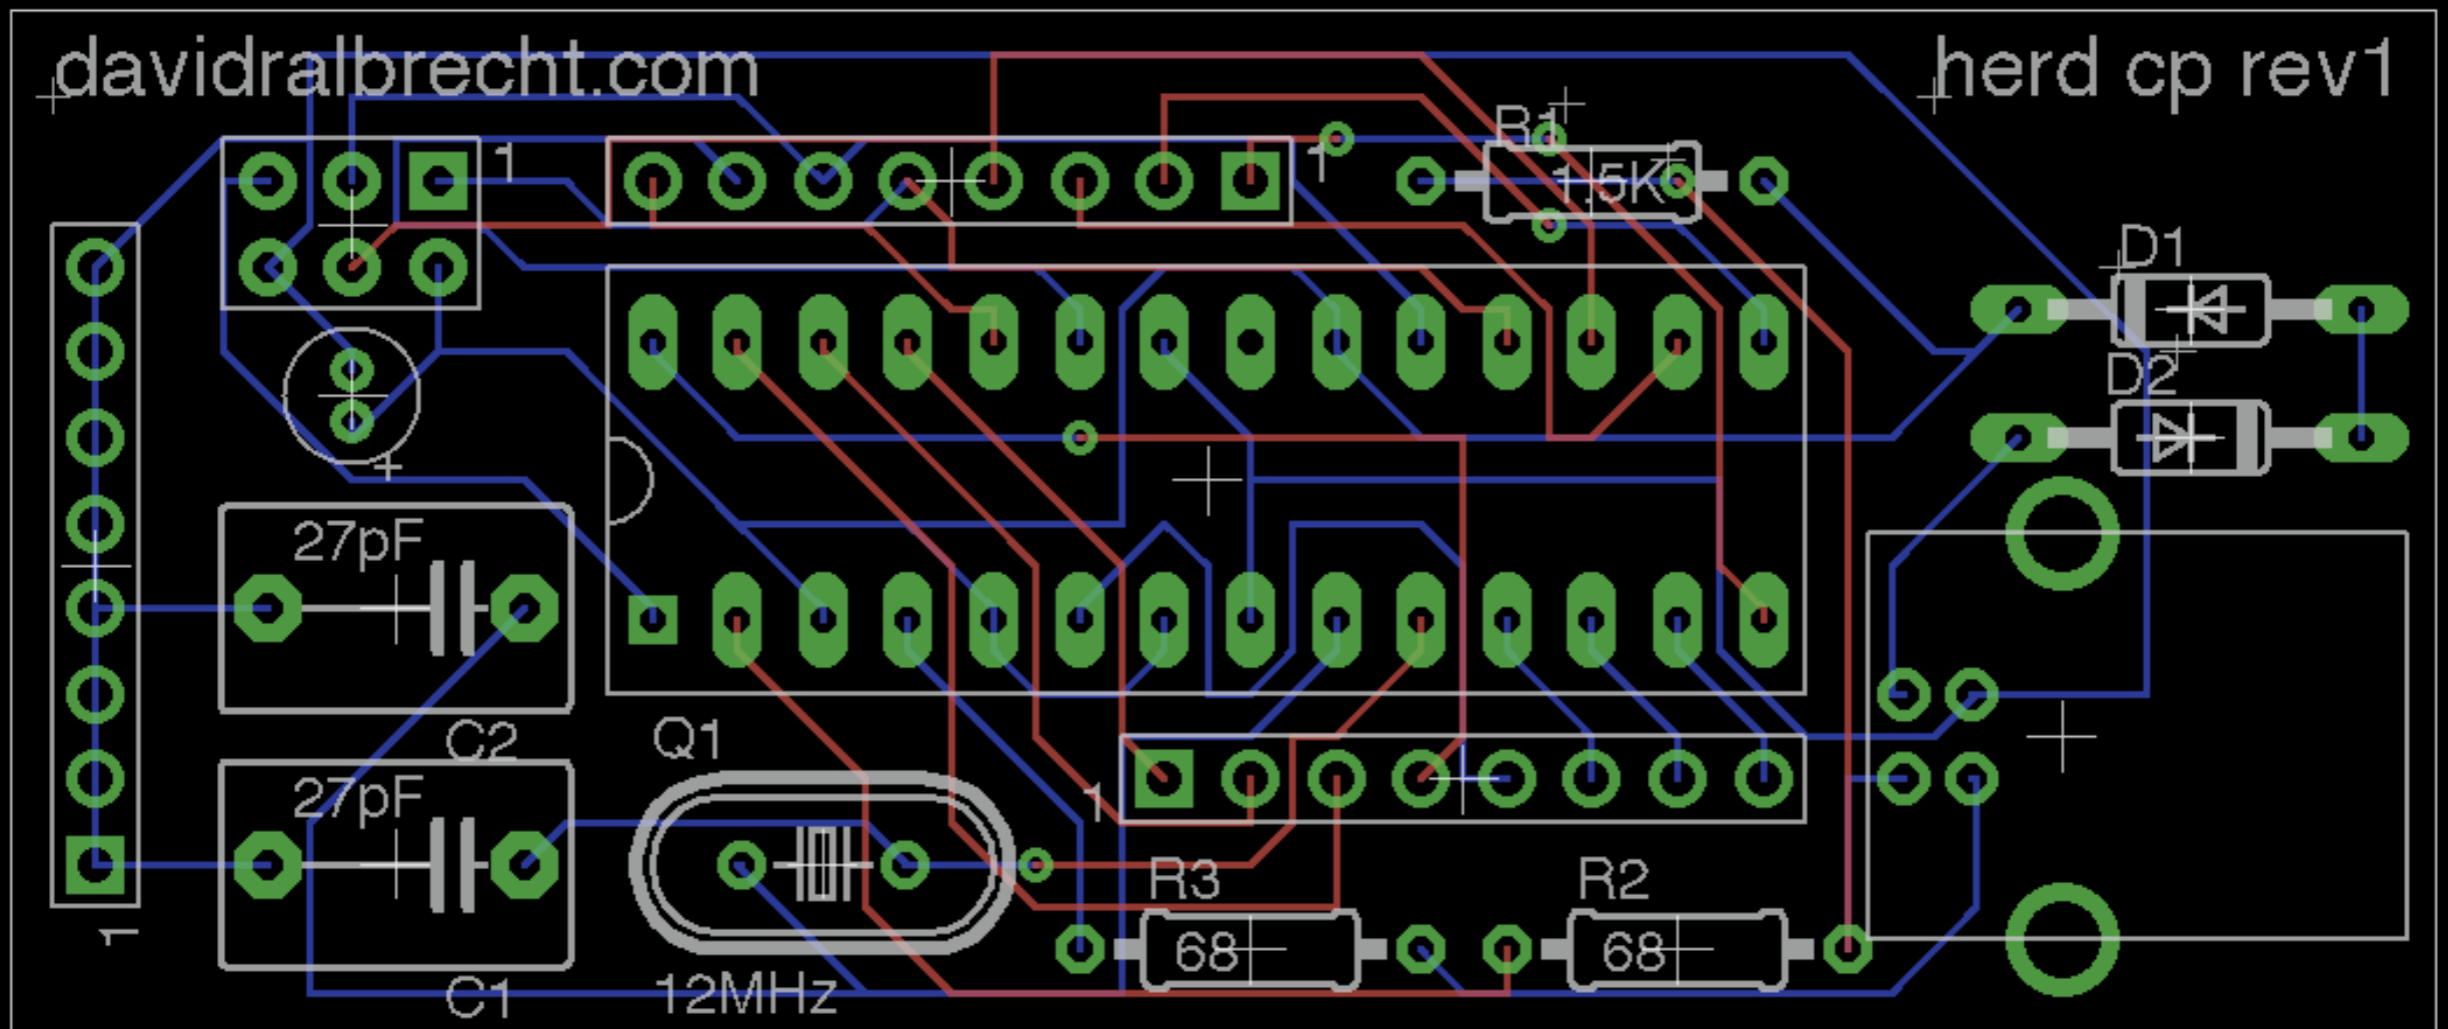 davidralbrecht.com
herd cp rev1
1
1
R1
1.5K
D1
D2
+
27pF
C2
Q1
27pF
1
R3
R2
1
68
68
C1
12MHz